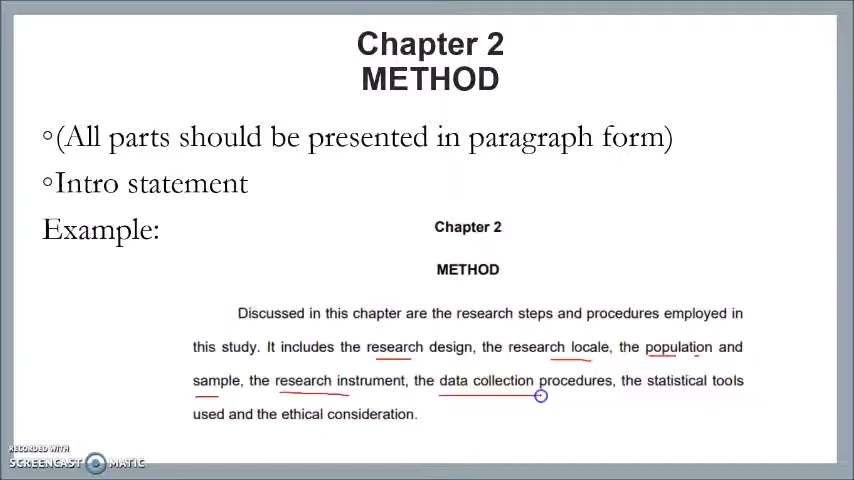 Chapter 2
METHOD
(All parts should be presented in paragraph form)
Intro statement
Example:
Chapter 2
METHOD
Discussed in this chapter are the research steps and procedures employed in
this study. It includes the research design, the research locale, the population and
sample, the research instrument, the data collection procedures, the statistical tools
used and the ethical consideration.
RECORDED WITH
SCREENCAST MATIC